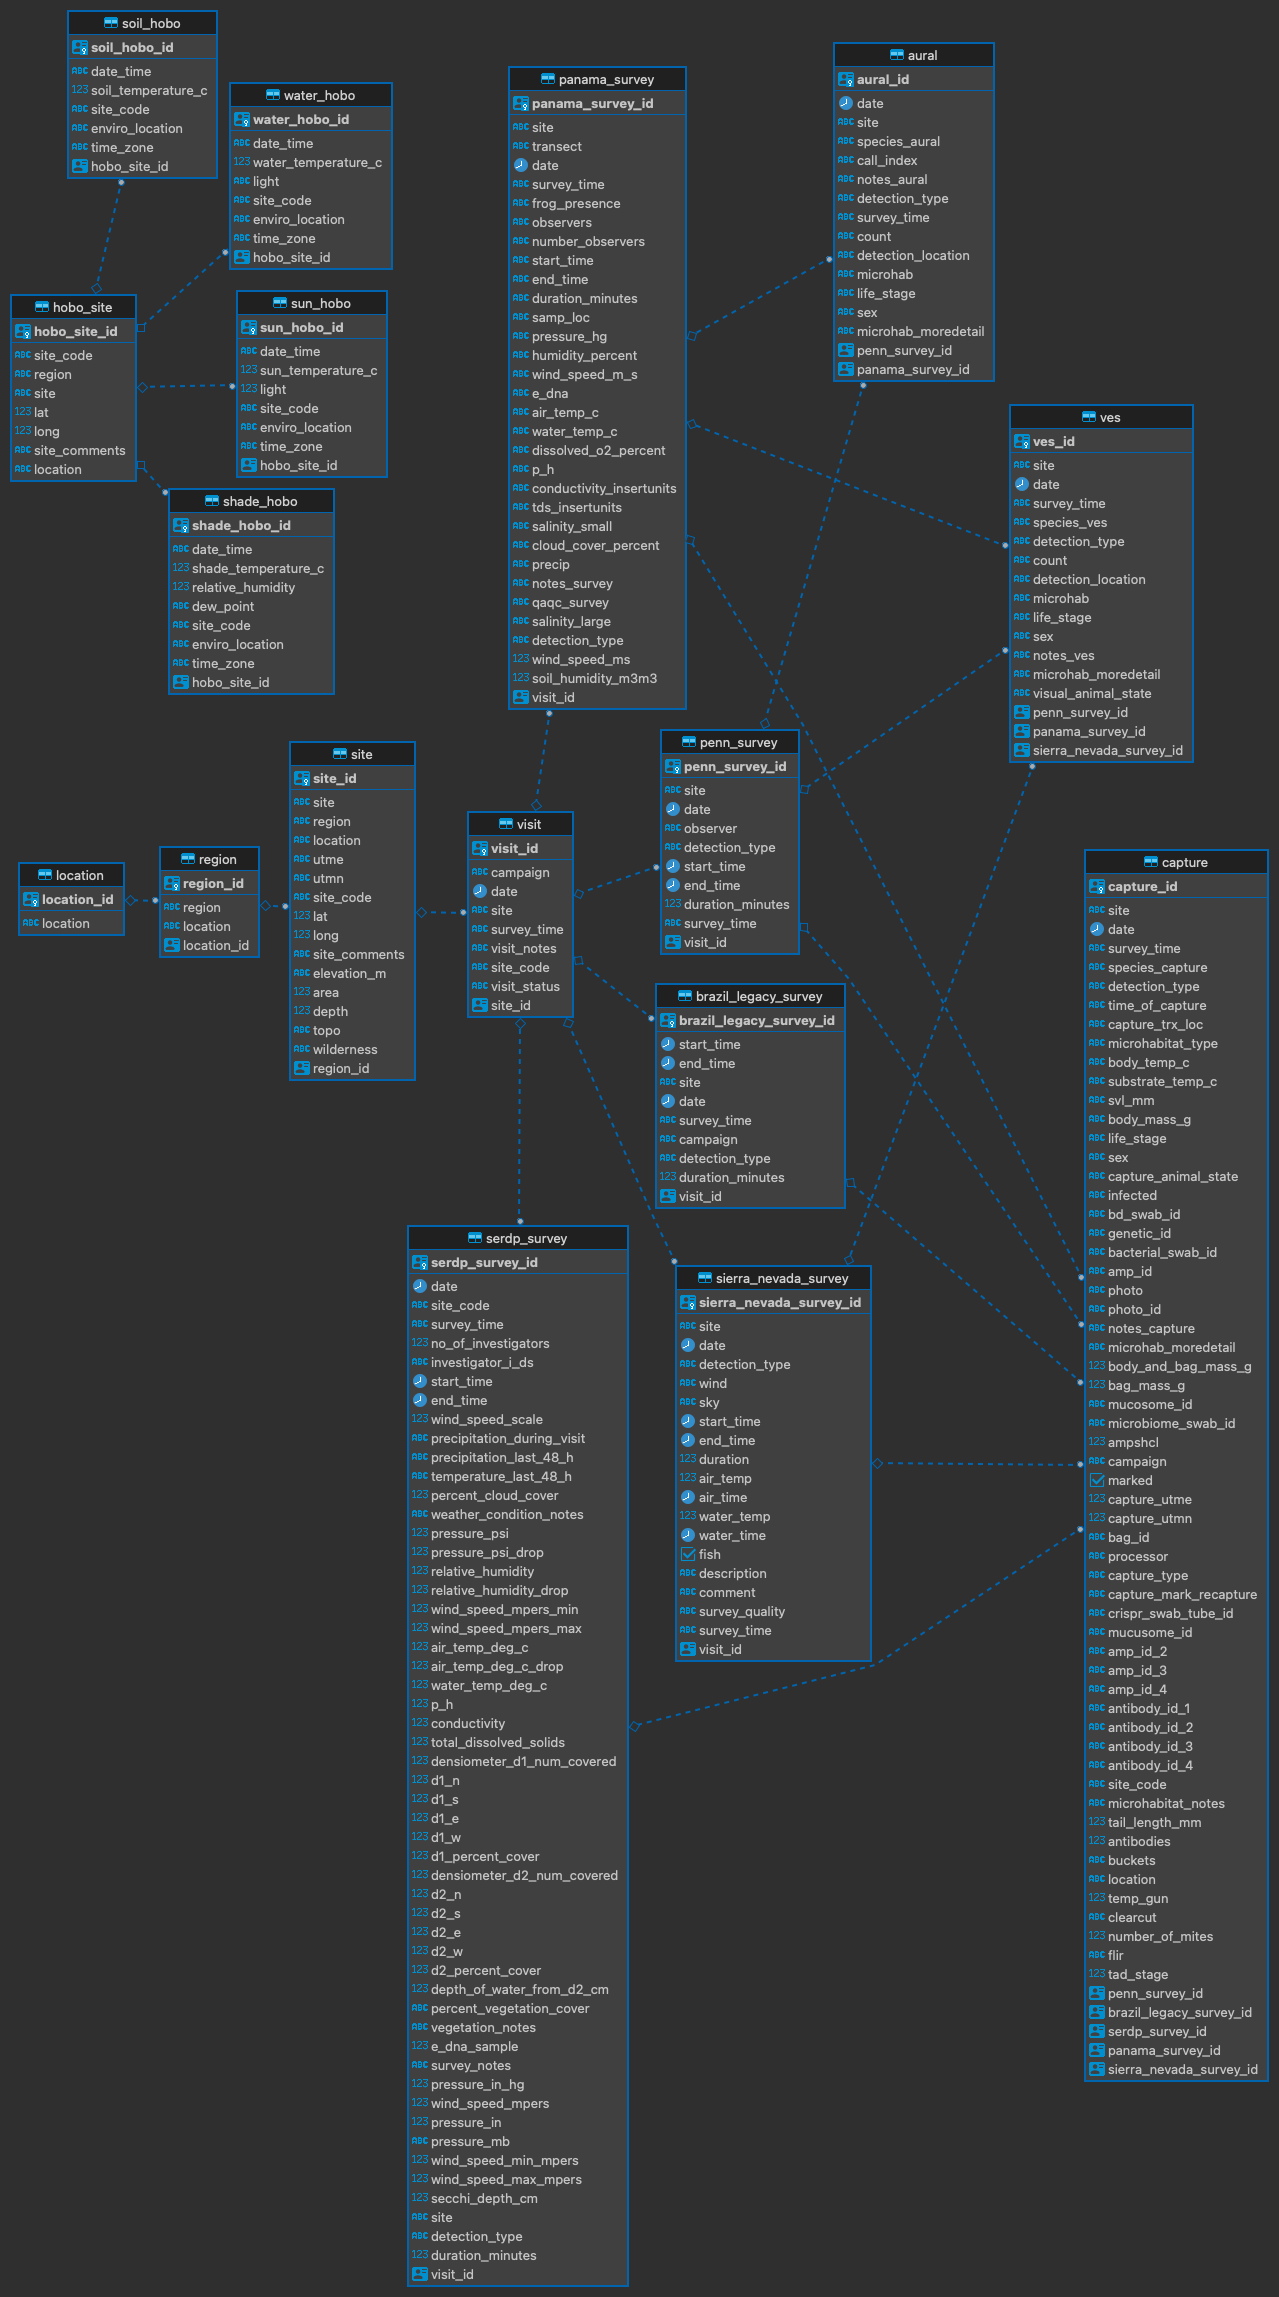 soil_hobo
soil_hobo_id
ABC date_time
123 soil_temperature_c
ABC site_code
ABC enviro_location
ABC time_zone
hobo_site_id
water_hobo
water_hobo_id
ABC date_time
123 water_temperature_c
ABC light
ABC site_code
ABC enviro_location
ABC time_zone
hobo_site_id
hobo_site
hobo_site_id
ABC site_code
ABC region
ABC site
123 lat
123 long
ABC site_comments
ABC location
sun_hobo
sun_hobo_id
ABC date_time
123 sun_temperature_c
123 light
ABC site_code
ABC enviro_location
ABC time_zone
hobo_site_id
shade_hobo
shade_hobo_id
ABC date_time
123 shade_temperature_c
123 relative_humidity
ABC dew_point
ABC site_code
ABC enviro_location
ABC time_zone
hobo_site_id
panama_survey
panama_survey_id
ABC site
ABC transect
date
ABC survey_time
ABC frog_presence
ABC observers
ABC number_observers
ABC start_time
ABC end_time
ABC duration_minutes
ABC samp_loc
ABC pressure_hg
ABC humidity_percent
ABC wind_speed_m_s
ABC e_dna
ABC air_temp_c
ABC water_temp_c
ABC dissolved_o2_percent
ABC p_h
ABC conductivity_insertunits
ABC tds_insertunits
ABC salinity_small
ABC cloud_cover_percent
ABC precip
ABC notes_survey
ABC qaqc_survey
ABC salinity_large
ABC detection_type
123 wind_speed_ms
123 soil_humidity_m3m3
visit_id
aural
aural_id
date
ABC site
ABC species_aural
ABC call_index
ABC notes_aural
ABC detection_type
ABC survey_time
ABC count
ABC detection_location
ABC microhab
ABC life_stage
ABC sex
ABC microhab_moredetail
penn_survey_id
panama_survey_id
ves
ves_id
ABC site
date
ABC survey_time
ABC species_ves
ABC detection_type
ABC count
ABC detection_location
ABC microhab
ABC life_stage
ABC sex
ABC notes_ves
ABC microhab_moredetail
ABC visual_animal_state
penn_survey_id
panama_survey_id
sierra_nevada_survey_id
location
location_id
ABC location
region
region_id
ABC region
ABC location
location_id
site
site_id
ABC site
ABC region
ABC location
ABC utme
ABC utmn
ABC site_code
123 lat
123 long
ABC site_comments
123 elevation_m
123 area
123 depth
ABC topo
ABC wilderness
region_id
visit
visit_id
ABC campaign
date
ABC site
ABC survey_time
ABC visit_notes
ABC site_code
ABC visit_status
site_id
penn_survey
penn_survey_id
ABC site
date
ABC observer
ABC detection_type
start_time
end_time
123 duration_minutes
ABC survey_time
visit_id
brazil_legacy_survey
brazil_legacy_survey_id
start_time
end_time
ABC site
date
ABC survey_time
ABC campaign
ABC detection_type
123 duration_minutes
visit_id
serdp_survey
serdp_survey_id
date
ABC site_code
ABC survey_time
123 no_of_investigators
ABC investigator_i_ds
start_time
end_time
123 wind_speed_scale
ABC precipitation_during_visit
ABC precipitation_last_48_h
ABC temperature_last_48_h
123 percent_cloud_cover
ABC weather_condition_notes
123 pressure_psi
123 pressure_psi_drop
123 relative_humidity
123 relative_humidity_drop
123 wind_speed_mpers_min
123 wind_speed_mpers_max
123 air_temp_deg_c
123 air_temp_deg_c_drop
123 water_temp_deg_c
123 p_h
123 conductivity
123 total_dissolved_solids
123 densiometer_d1_num_covered
123 d1_n
123 d1_s
123 d1_e
123 d1_w
123 d1_percent_cover
123 densiometer_d2_num_covered
123 d2_n
123 d2_s
123 d2_e
123 d2_w
123 d2_percent_cover
123 depth_of_water_from_d2_cm
ABC percent_vegetation_cover
ABC vegetation_notes
123 e_dna_sample
ABC survey_notes
123 pressure_in_hg
123 wind_speed_mpers
123 pressure_in
ABC pressure_mb
123 wind_speed_min_mpers
123 wind_speed_max_mpers
123 secchi_depth_cm
ABC site
ABC detection_type
123 duration_minutes
visit_id
sierra_nevada_survey
sierra_nevada_survey_id
ABC site
date
ABC detection_type
ABC wind
ABC sky
start_time
end_time
123 duration
123 air_temp
air_time
123 water_temp
water_time
fish
ABC description
ABC comment
ABC survey_quality
ABC survey_time
visit_id
capture
capture_id
ABC site
date
ABC survey_time
ABC species_capture
ABC detection_type
ABC time_of_capture
ABC capture_trx_loc
ABC microhabitat_type
ABC body_temp_c
ABC substrate_temp_c
ABC svl_mm
ABC body_mass_g
ABC life_stage
ABC sex
ABC capture_animal_state
ABC infected
ABC bd_swab_id
ABC genetic_id
ABC bacterial_swab_id
ABC amp_id
ABC photo
ABC photo_id
ABC notes_capture
ABC microhab_moredetail
123 body_and_bag_mass_g
123 bag_mass_g
ABC mucosome_id
ABC microbiome_swab_id
123 ampshcl
ABC campaign
marked
123 capture_utme
123 capture_utmn
ABC bag_id
ABC processor
ABC capture_type
ABC capture_mark_recapture
ABC crispr_swab_tube_id
ABC mucusome_id
ABC amp_id_2
ABC amp_id_3
ABC amp_id_4
ABC antibody_id_1
ABC antibody_id_2
ABC antibody_id_3
ABC antibody_id_4
ABC site_code
ABC microhabitat_notes
123 tail_length_mm
123 antibodies
ABC buckets
ABC location
123 temp_gun
ABC clearcut
123 number_of_mites
ABC flir
123 tad_stage
penn_survey_id
brazil_legacy_survey_id
serdp_survey_id
panama_survey_id
sierra_nevada_survey_id